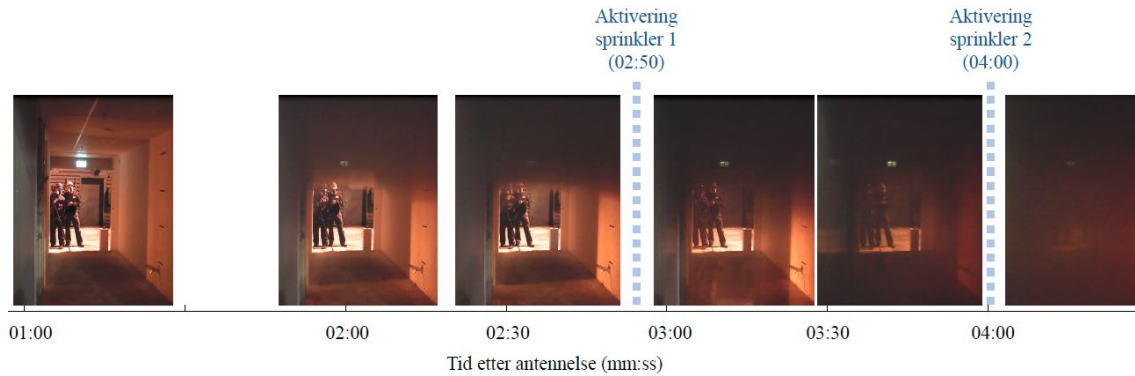 Aktivering
sprinkler 1
(02:50)
Aktivering
sprinkler 2
(04:00)
01:00
02:00
02:30
03:00
03:30
04:00
Tid etter antennelse (mm:ss)